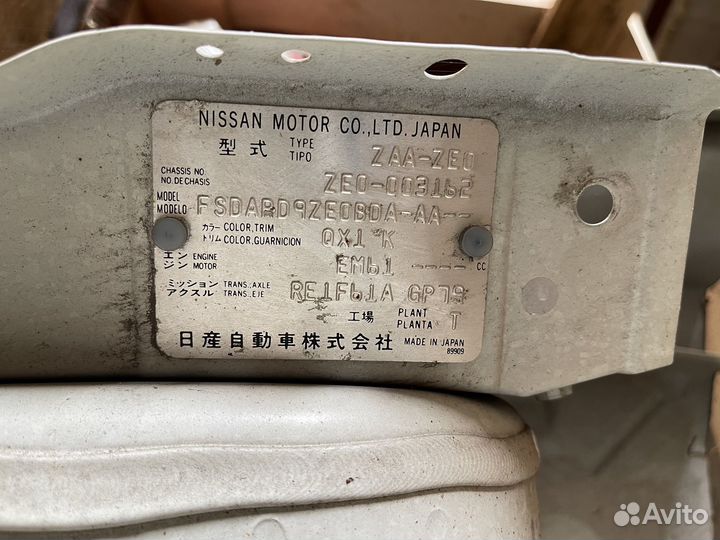 NISSAN MOTOR CO.,LTD. JAPAN
型式 TYPE TIPO ZAA-ZE0
CHASSIS NO. NO.DE CHASIS ZE0-003162
MODEL MODELO FSDARD9ZE0BDA-AA--
カラー トリム COLOR,TRIM COLOR,GUARNICION QX1 K
エンジン ENGINE MOTOR EM61 ---- CC
ミッション アクスル TRANS.,AXLE TRANS.,EJE RE1F61A GP79
工場 PLANT PLANTA T
日産自動車株式会社 MADE IN JAPAN
89909
Avito